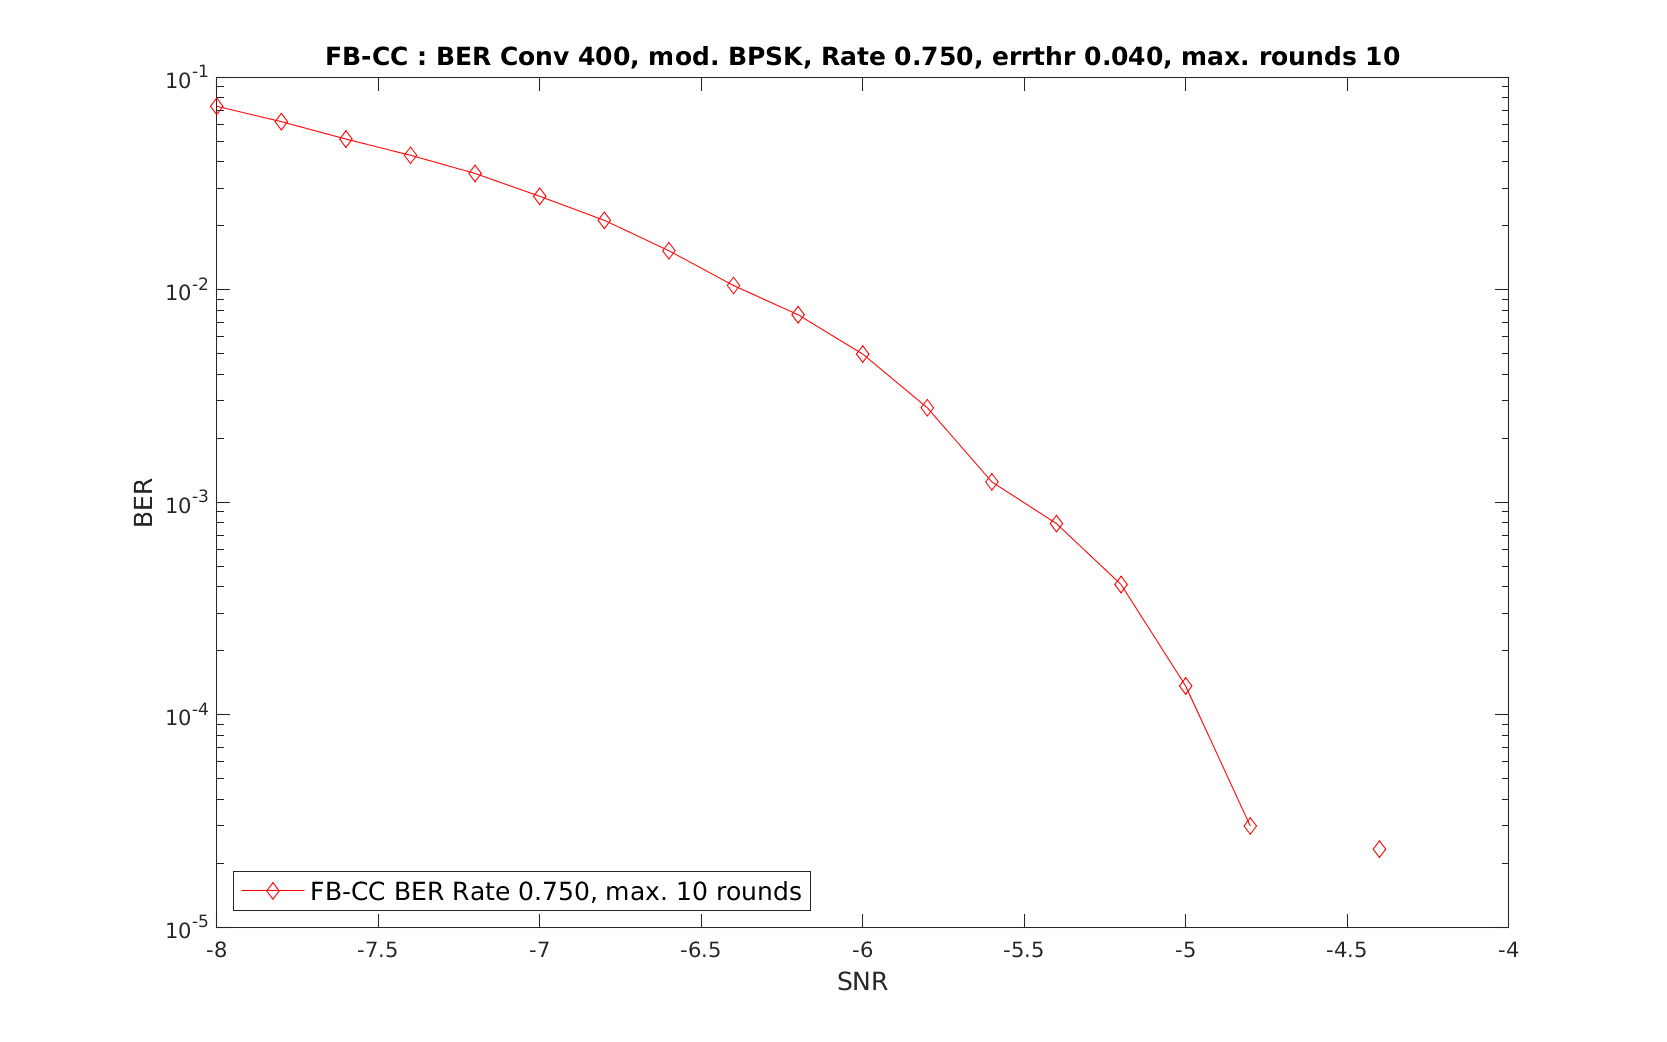 FB-CC : BER Conv 400, mod. BPSK, Rate 0.750, errthr 0.040, max. rounds 10
10^-1
10^-2
10^-3
10^-4
10^-5
BER
FB-CC BER Rate 0.750, max. 10 rounds
-8 -7.5 -7 -6.5 -6 -5.5 -5 -4.5 -4
SNR